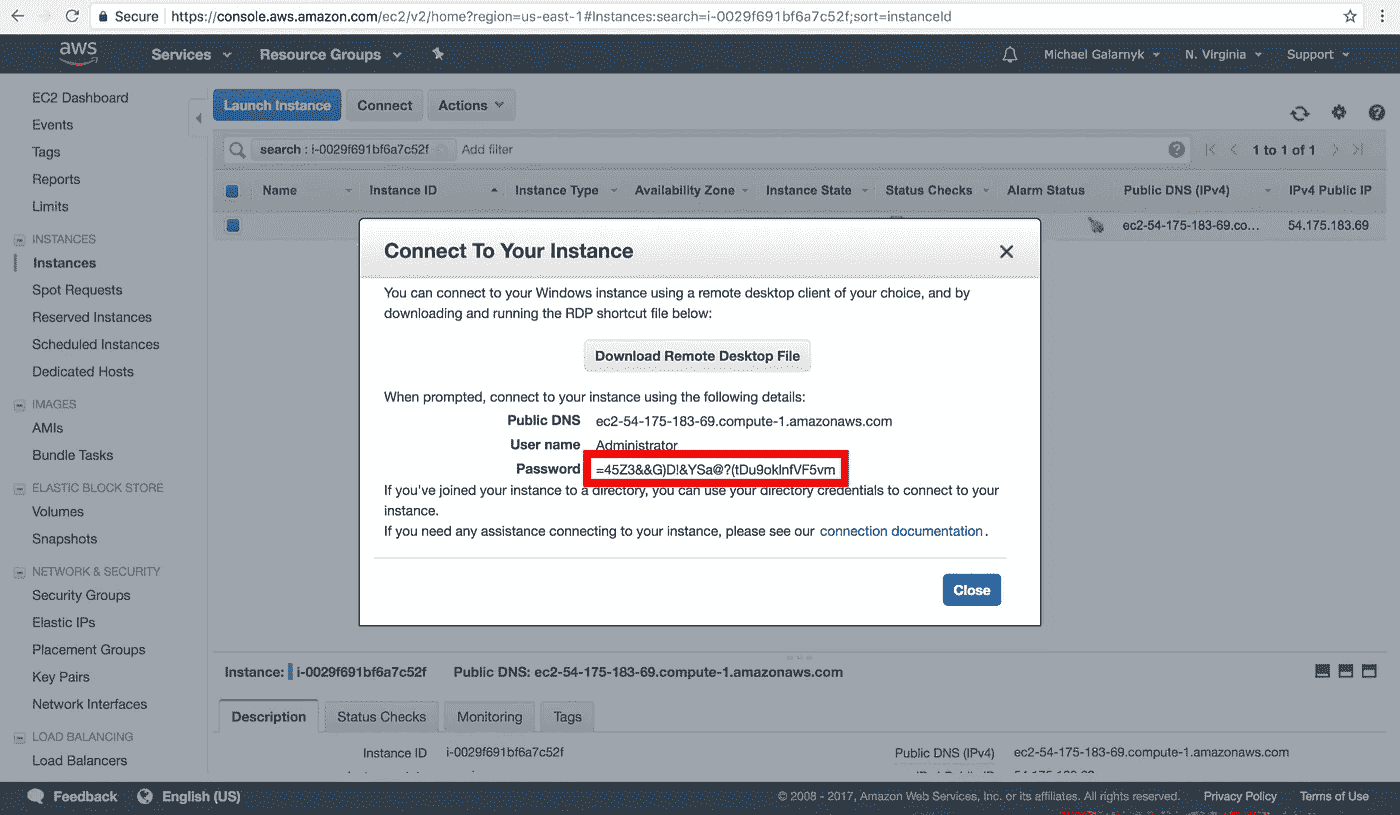 Secure https://console.aws.amazon.com/ec2/v2/home?region=us-east-1#Instances:search=i-0029f691bf6a7c52f;sort=instanceId
aws Services Resource Groups Michael Galarnyk N. Virginia Support
EC2 Dashboard
Events
Tags
Reports
Limits
INSTANCES
Instances
Spot Requests
Reserved Instances
Scheduled Instances
Dedicated Hosts
IMAGES
AMIs
Bundle Tasks
ELASTIC BLOCK STORE
Volumes
Snapshots
NETWORK & SECURITY
Security Groups
Elastic IPs
Placement Groups
Key Pairs
Network Interfaces
LOAD BALANCING
Load Balancers
Launch Instance Connect Actions
search : i-0029f691bf6a7c52f Add filter 1 to 1 of 1
Name Instance ID Instance Type Availability Zone Instance State Status Checks Alarm Status Public DNS (IPv4) IPv4 Public IP
ec2-54-175-183-69.co... 54.175.183.69
Connect To Your Instance
You can connect to your Windows instance using a remote desktop client of your choice, and by
downloading and running the RDP shortcut file below:
Download Remote Desktop File
When prompted, connect to your instance using the following details:
Public DNS ec2-54-175-183-69.compute-1.amazonaws.com
User name Administrator
Password =45Z3&&G)D!&YSa@?(tDu9oklnfVF5vm
If you've joined your instance to a directory, you can use your directory credentials to connect to your
instance.
If you need any assistance connecting to your instance, please see our connection documentation.
Close
Instance: i-0029f691bf6a7c52f Public DNS: ec2-54-175-183-69.compute-1.amazonaws.com
Description Status Checks Monitoring Tags
Instance ID i-0029f691bf6a7c52f Public DNS (IPv4) ec2-54-175-183-69.compute-1.amazonaws.com
Feedback English (US) © 2008 - 2017, Amazon Web Services, Inc. or its affiliates. All rights reserved. Privacy Policy Terms of Use